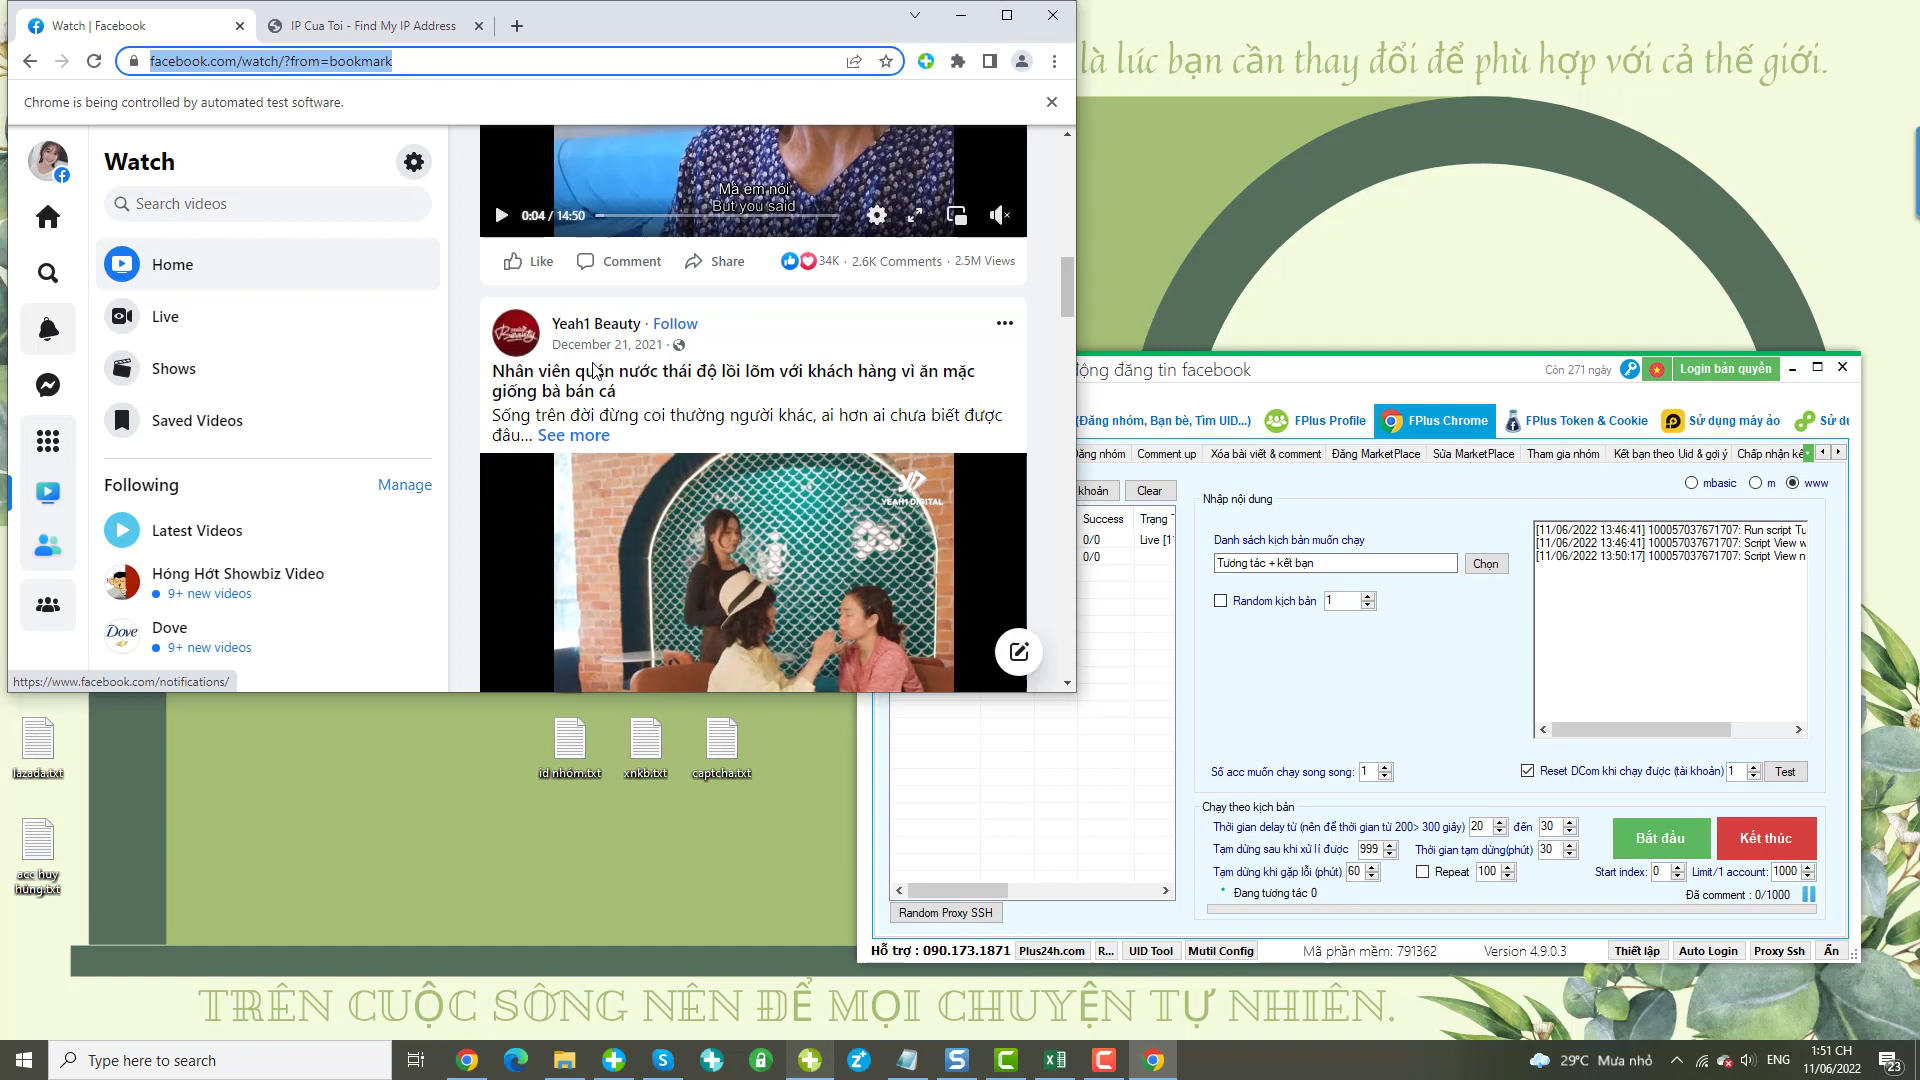 Watch | Facebook
IP Cua Toi - Find My IP Address
facebook.com/watch/?from=bookmark
Chrome is being controlled by automated test software.
là lúc bạn cần thay đổi để phù hợp với cả thế giới.
Watch
Search videos
Home
Live
Shows
Saved Videos
Following
Manage
Latest Videos
Hóng Hớt Showbiz Video
9+ new videos
Dove
Dove
9+ new videos
https://www.facebook.com/notifications/
Mà em nói
But you said
0:04 / 14:50
Like
Comment
Share
34K · 2.6K Comments · 2.5M Views
Beauty
Yeah1 Beauty · Follow
December 21, 2021 ·
Nhân viên quán nước thái độ lồi lõm với khách hàng vì ăn mặc
giống bà bán cá
Sống trên đời đừng coi thường người khác, ai hơn ai chưa biết được
đâu... See more
YEAH1 DIGITAL
động đăng tin facebook
Còn 271 ngày
Login bản quyền
(Đăng nhóm, Bạn bè, Tìm UID...)
FPlus Profile
FPlus Chrome
FPlus Token & Cookie
Sử dụng máy ảo
Sử dụ
Đăng nhóm
Comment up
Xóa bài viết & comment
Đăng MarketPlace
Sửa MarketPlace
Tham gia nhóm
Kết bạn theo Uid & gợi ý
Chấp nhận kế
khoản
Clear
mbasic
m
www
Success
Trạng T
0/0
Live [1
0/0
Nhập nội dung
Danh sách kịch bản muốn chạy
Tương tác + kết bạn
Chọn
Random kịch bản
1
[11/06/2022 13:46:41] 100057037671707: Run script Tu
[11/06/2022 13:46:41] 100057037671707: Script View w
[11/06/2022 13:50:17] 100057037671707: Script View n
Số acc muốn chạy song song: 1
Reset DCom khi chạy được (tài khoản) 1
Test
Chạy theo kịch bản
Thời gian delay từ (nên để thời gian từ 200> 300 giây) 20 đến 30
Tạm dừng sau khi xử lí được 999
Thời gian tạm dừng(phút) 30
Tạm dừng khi gặp lỗi (phút) 60
Repeat 100
Bắt đầu
Kết thúc
Start index: 0
Limit/1 account: 1000
Đang tương tác 0
Đã comment : 0/1000
Random Proxy SSH
Hỗ trợ : 090.173.1871
Plus24h.com
R...
UID Tool
Mutil Config
Mã phần mềm: 791362
Version 4.9.0.3
Thiết lập
Auto Login
Proxy Ssh
Ẩn
lazada.txt
id nhóm.txt
xnkb.txt
captcha.txt
acc huy
hùng.txt
TRÊN CUỘC SỐNG NÊN ĐỂ MỌI CHUYỆN TỰ NHIÊN.
Type here to search
29°C Mưa nhỏ
ENG
1:51 CH
11/06/2022
23